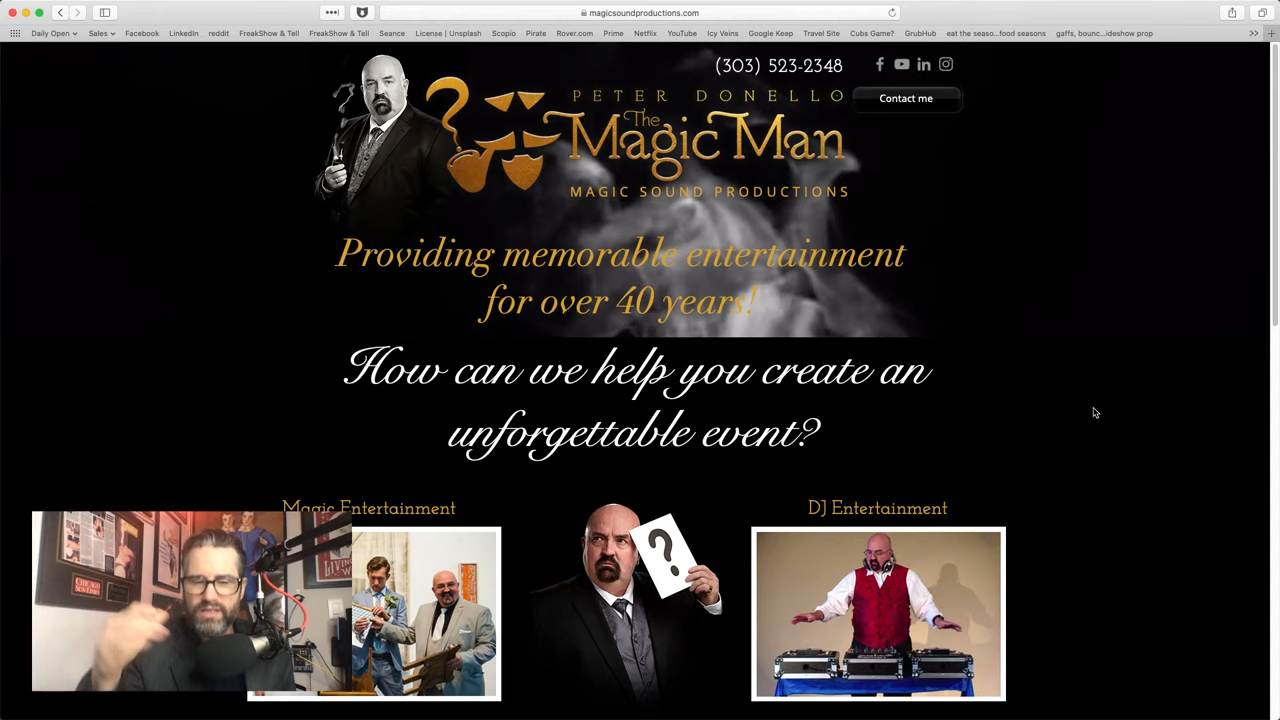 magicsoundproductions.com
Daily Open Sales Facebook LinkedIn reddit FreakShow & Tell FreakShow & Tell Seance License | Unsplash Scopio Pirate Rover.com Prime Netflix YouTube Icy Veins Google Keep Travel Site Cubs Game? GrubHub eat the seaso...food seasons gaffs, bounc...ideshow prop
(303) 523-2348
PETER DONELLO
Contact me
The
Magic Man
MAGIC SOUND PRODUCTIONS
Providing memorable entertainment
for over 40 years!
How can we help you create an
unforgettable event?
Magic Entertainment
DJ Entertainment
?
CHICAGO